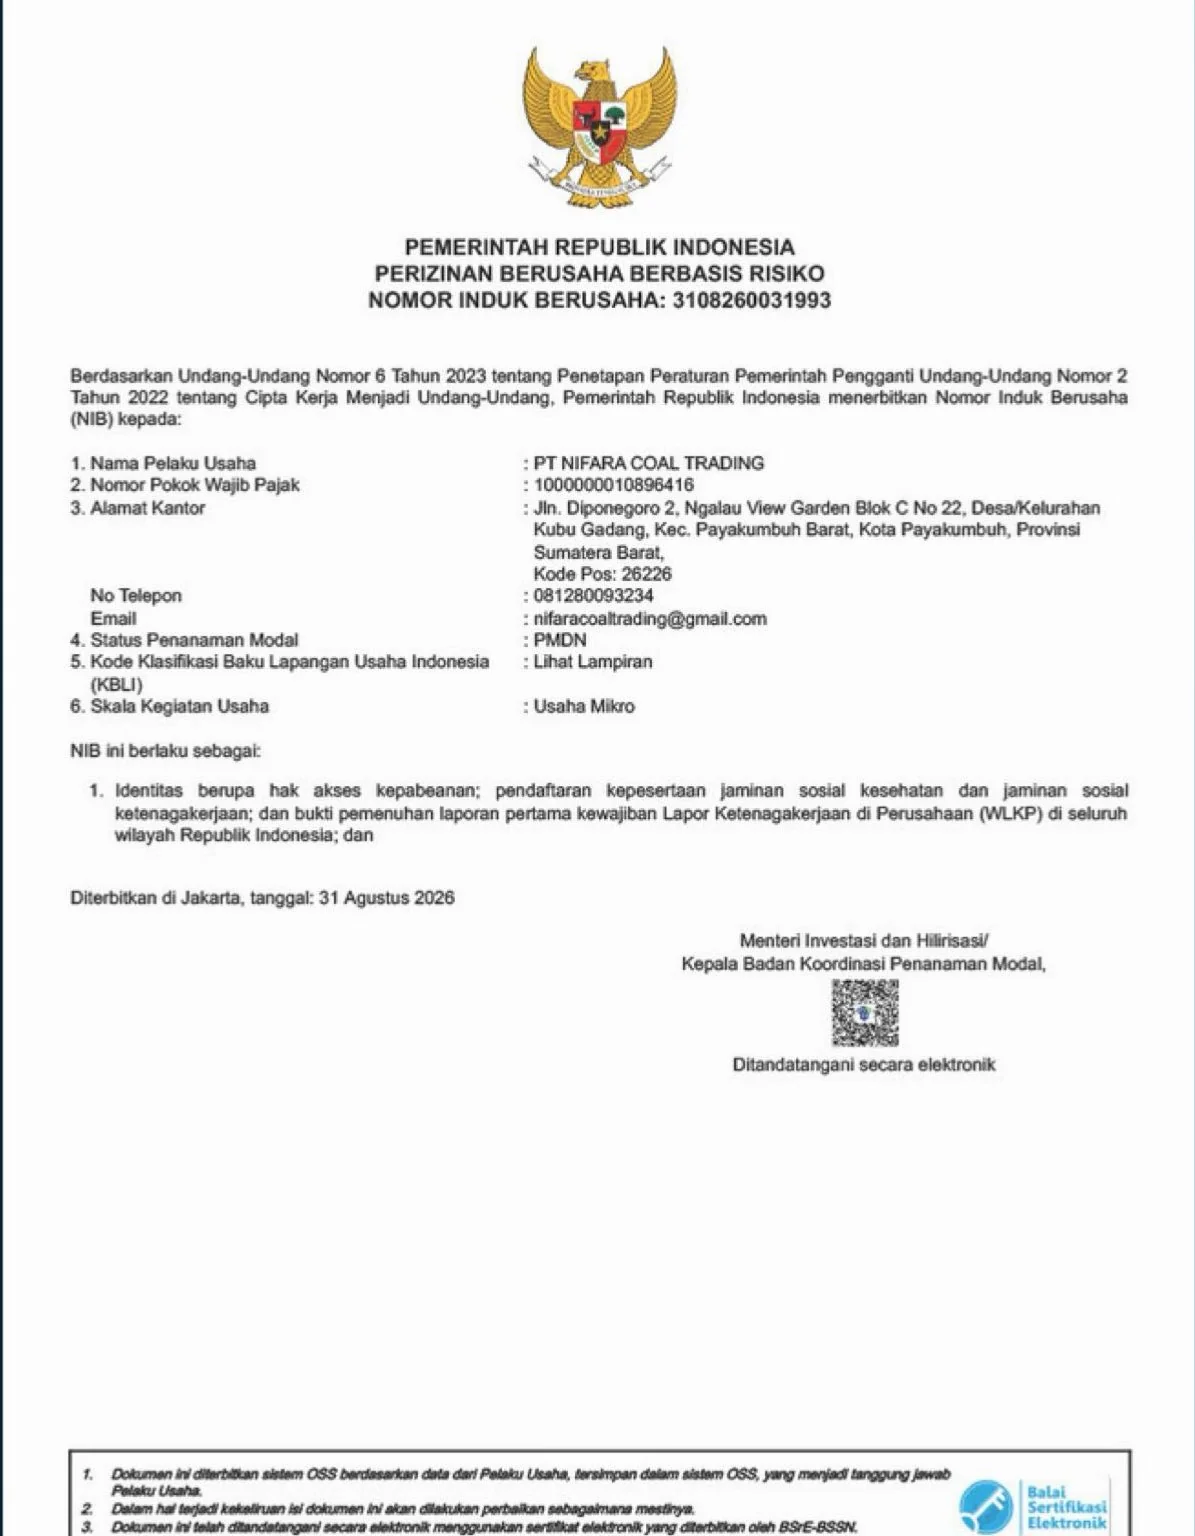 PEMERINTAH REPUBLIK INDONESIA
PERIZINAN BERUSAHA BERBASIS RISIKO
NOMOR INDUK BERUSAHA: 3108260031993
Berdasarkan Undang-Undang Nomor 6 Tahun 2023 tentang Penetapan Peraturan Pemerintah Pengganti Undang-Undang Nomor 2
Tahun 2022 tentang Cipta Kerja Menjadi Undang-Undang, Pemerintah Republik Indonesia menerbitkan Nomor Induk Berusaha
(NIB) kepada:
1. Nama Pelaku Usaha : PT NIFARA COAL TRADING
2. Nomor Pokok Wajib Pajak : 1000000010896416
3. Alamat Kantor : Jln. Diponegoro 2, Ngalau View Garden Blok C No 22, Desa/Kelurahan
Kubu Gadang, Kec. Payakumbuh Barat, Kota Payakumbuh, Provinsi
Sumatera Barat,
Kode Pos: 26226
No Telepon : 081280093234
Email : nifaracoaltrading@gmail.com
4. Status Penanaman Modal : PMDN
5. Kode Klasifikasi Baku Lapangan Usaha Indonesia : Lihat Lampiran
(KBLI)
6. Skala Kegiatan Usaha : Usaha Mikro
NIB ini berlaku sebagai:
1. Identitas berupa hak akses kepabeanan; pendaftaran kepesertaan jaminan sosial kesehatan dan jaminan sosial
ketenagakerjaan; dan bukti pemenuhan laporan pertama kewajiban Lapor Ketenagakerjaan di Perusahaan (WLKP) di seluruh
wilayah Republik Indonesia; dan
Diterbitkan di Jakarta, tanggal: 31 Agustus 2026
Menteri Investasi dan Hilirisasi/
Kepala Badan Koordinasi Penanaman Modal,
Ditandatangani secara elektronik
1. Dokumen ini diterbitkan sistem OSS berdasarkan data dari Pelaku Usaha, tersimpan dalam sistem OSS, yang menjadi tanggung jawab
Pelaku Usaha.
2. Dalam hal terjadi kekeliruan isi dokumen ini akan dilakukan perbaikan sebagaimana mestinya.
3. Dokumen ini telah ditandatangani secara elektronik menggunakan sertifikat elektronik yang diterbitkan oleh BSrE-BSSN.
Balai
Sertifikasi
Elektronik